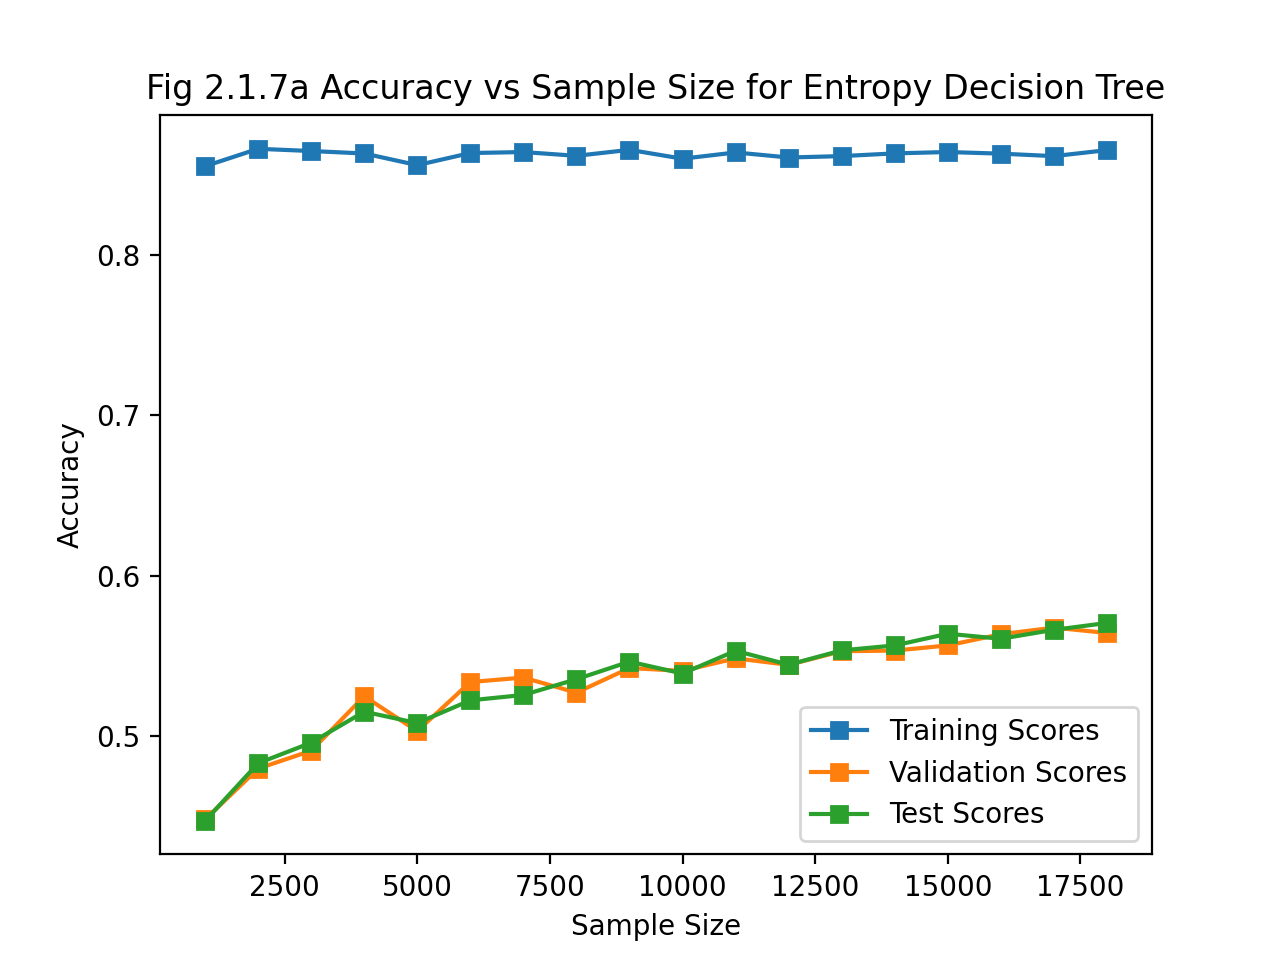 Fig 2.1.7a Accuracy vs Sample Size for Entropy Decision Tree
Accuracy
0.8
0.7
0.6
0.5
Training Scores
Validation Scores
Test Scores
2500 5000 7500 10000 12500 15000 17500
Sample Size